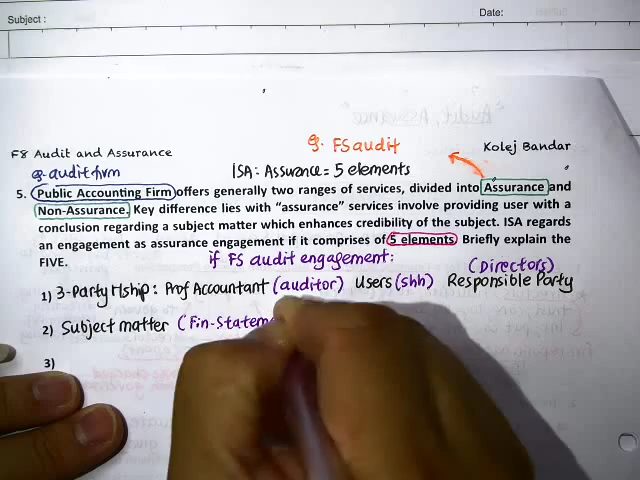 Subject :
Date:
eg. FS audit
F8 Audit and Assurance
Kolej Bandar
eg. audit firm
ISA: Assurance = 5 elements
5. Public Accounting Firm offers generally two ranges of services, divided into Assurance and
Non-Assurance. Key difference lies with “assurance” services involve providing user with a
conclusion regarding a subject matter which enhances credibility of the subject. ISA regards
an engagement as assurance engagement if it comprises of 5 elements. Briefly explain the
FIVE.
if FS audit engagement:
(Directors)
1) 3-Party r/ship: Prof Accountant (auditor) Users (shh) Responsible Party
2) Subject matter (Fin-Statem
3)